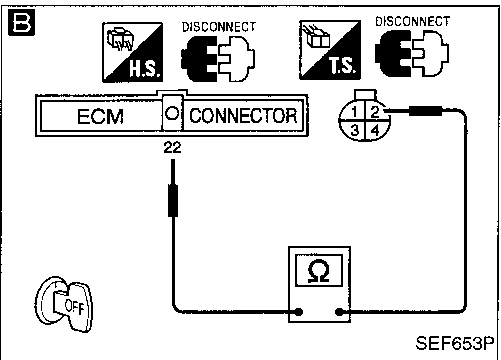 B
H.S.
DISCONNECT
T.S.
DISCONNECT
ECM
CONNECTOR
22
1 2
3 4
Ω
OFF
SEF653P